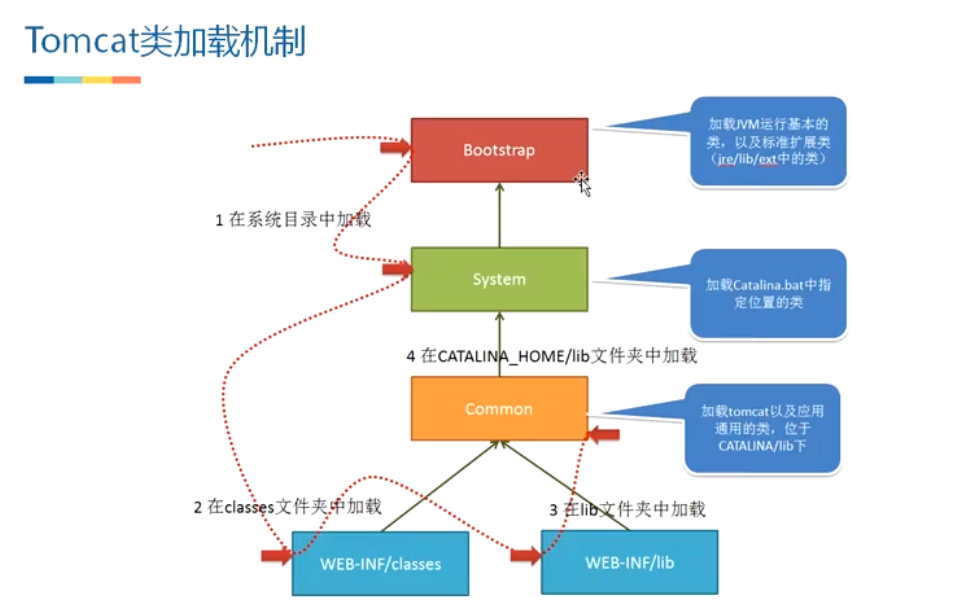 Tomcat类加载机制
Bootstrap
加载JVM运行基本的
类，以及标准扩展类
（jre/lib/ext中的类）
1 在系统目录中加载
System
加载Catalina.bat中指
定位置的类
4 在CATALINA_HOME/lib文件夹中加载
Common
加载tomcat以及应用
通用的类，位于
CATALINA/lib下
2 在classes文件夹中加载
3 在lib文件夹中加载
WEB-INF/classes
WEB-INF/lib